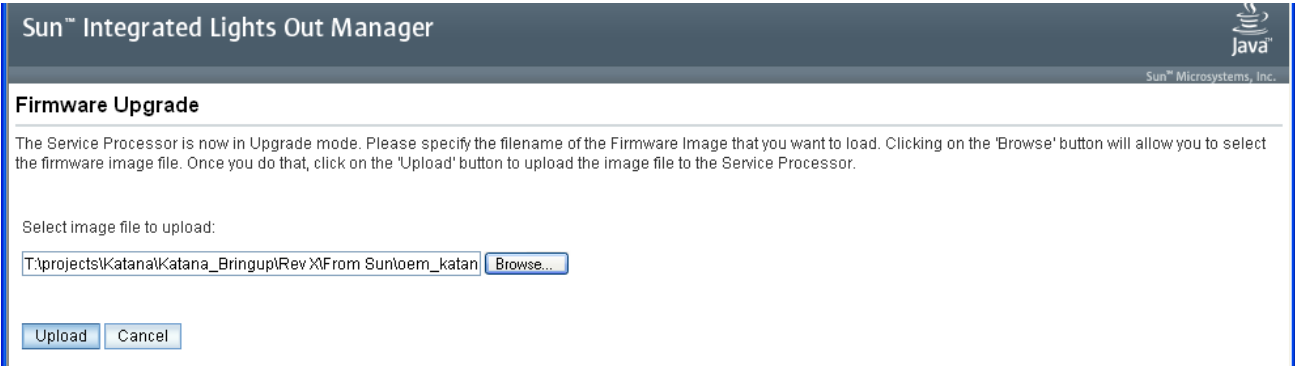 Sun™ Integrated Lights Out Manager
Java™
Sun™ Microsystems, Inc.
Firmware Upgrade
The Service Processor is now in Upgrade mode. Please specify the filename of the Firmware Image that you want to load. Clicking on the 'Browse' button will allow you to select
the firmware image file. Once you do that, click on the 'Upload' button to upload the image file to the Service Processor.
Select image file to upload:
T:\projects\Katana\Katana_Bringup\Rev X\From Sun\oem_katan Browse...
Upload Cancel